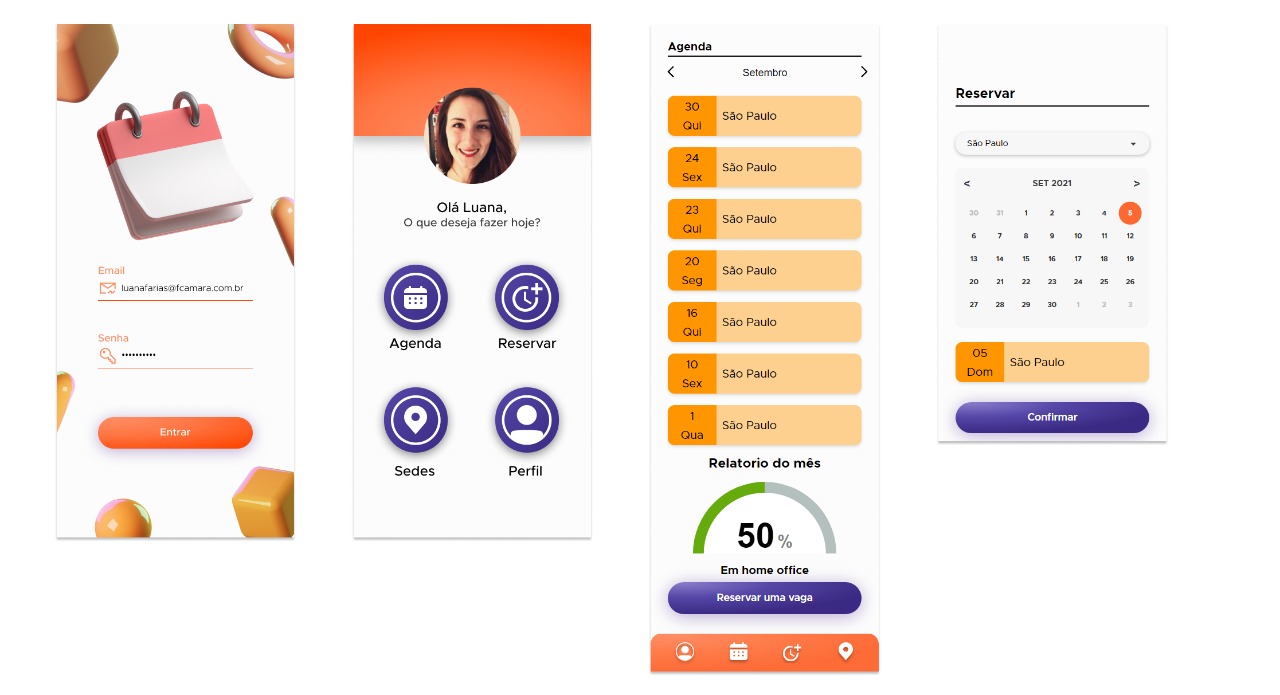 Email
luanafarias@fcamara.com.br
Senha
••••••••••
Entrar
Olá Luana,
O que deseja fazer hoje?
Agenda
Reservar
Sedes
Perfil
Agenda
Setembro
30
Qui
São Paulo
24
Sex
São Paulo
23
Qui
São Paulo
20
Seg
São Paulo
16
Qui
São Paulo
10
Sex
São Paulo
1
Qua
São Paulo
Relatorio do mês
50 %
Em home office
Reservar uma vaga
Reservar
São Paulo
< SET 2021 >
30 31 1 2 3 4 5
6 7 8 9 10 11 12
13 14 15 16 17 18 19
20 21 22 23 24 25 26
27 28 29 30 1 2 3
05
Dom
São Paulo
Confirmar